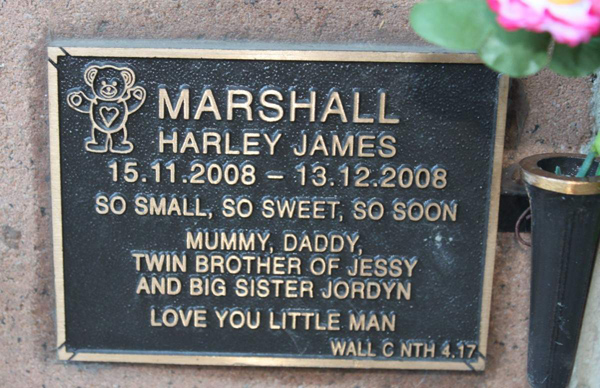 MARSHALL
HARLEY JAMES
15.11.2008 – 13.12.2008
SO SMALL, SO SWEET, SO SOON
MUMMY, DADDY,
TWIN BROTHER OF JESSY
AND BIG SISTER JORDYN
LOVE YOU LITTLE MAN
WALL C NTH 4.17